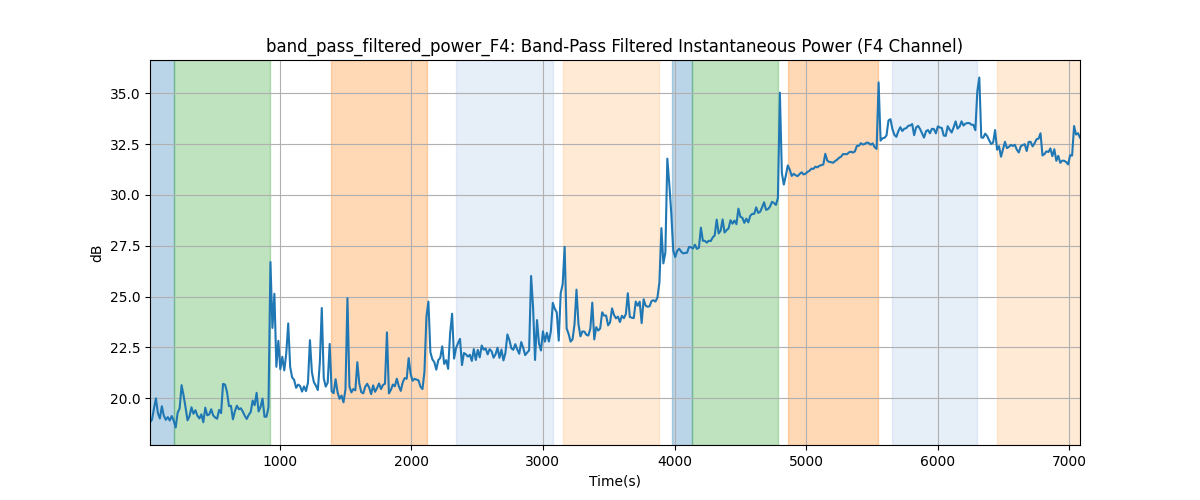 band_pass_filtered_power_F4: Band-Pass Filtered Instantaneous Power (F4 Channel)
35.0
32.5
30.0
27.5
25.0
22.5
20.0
dB
1000 2000 3000 4000 5000 6000 7000
Time(s)